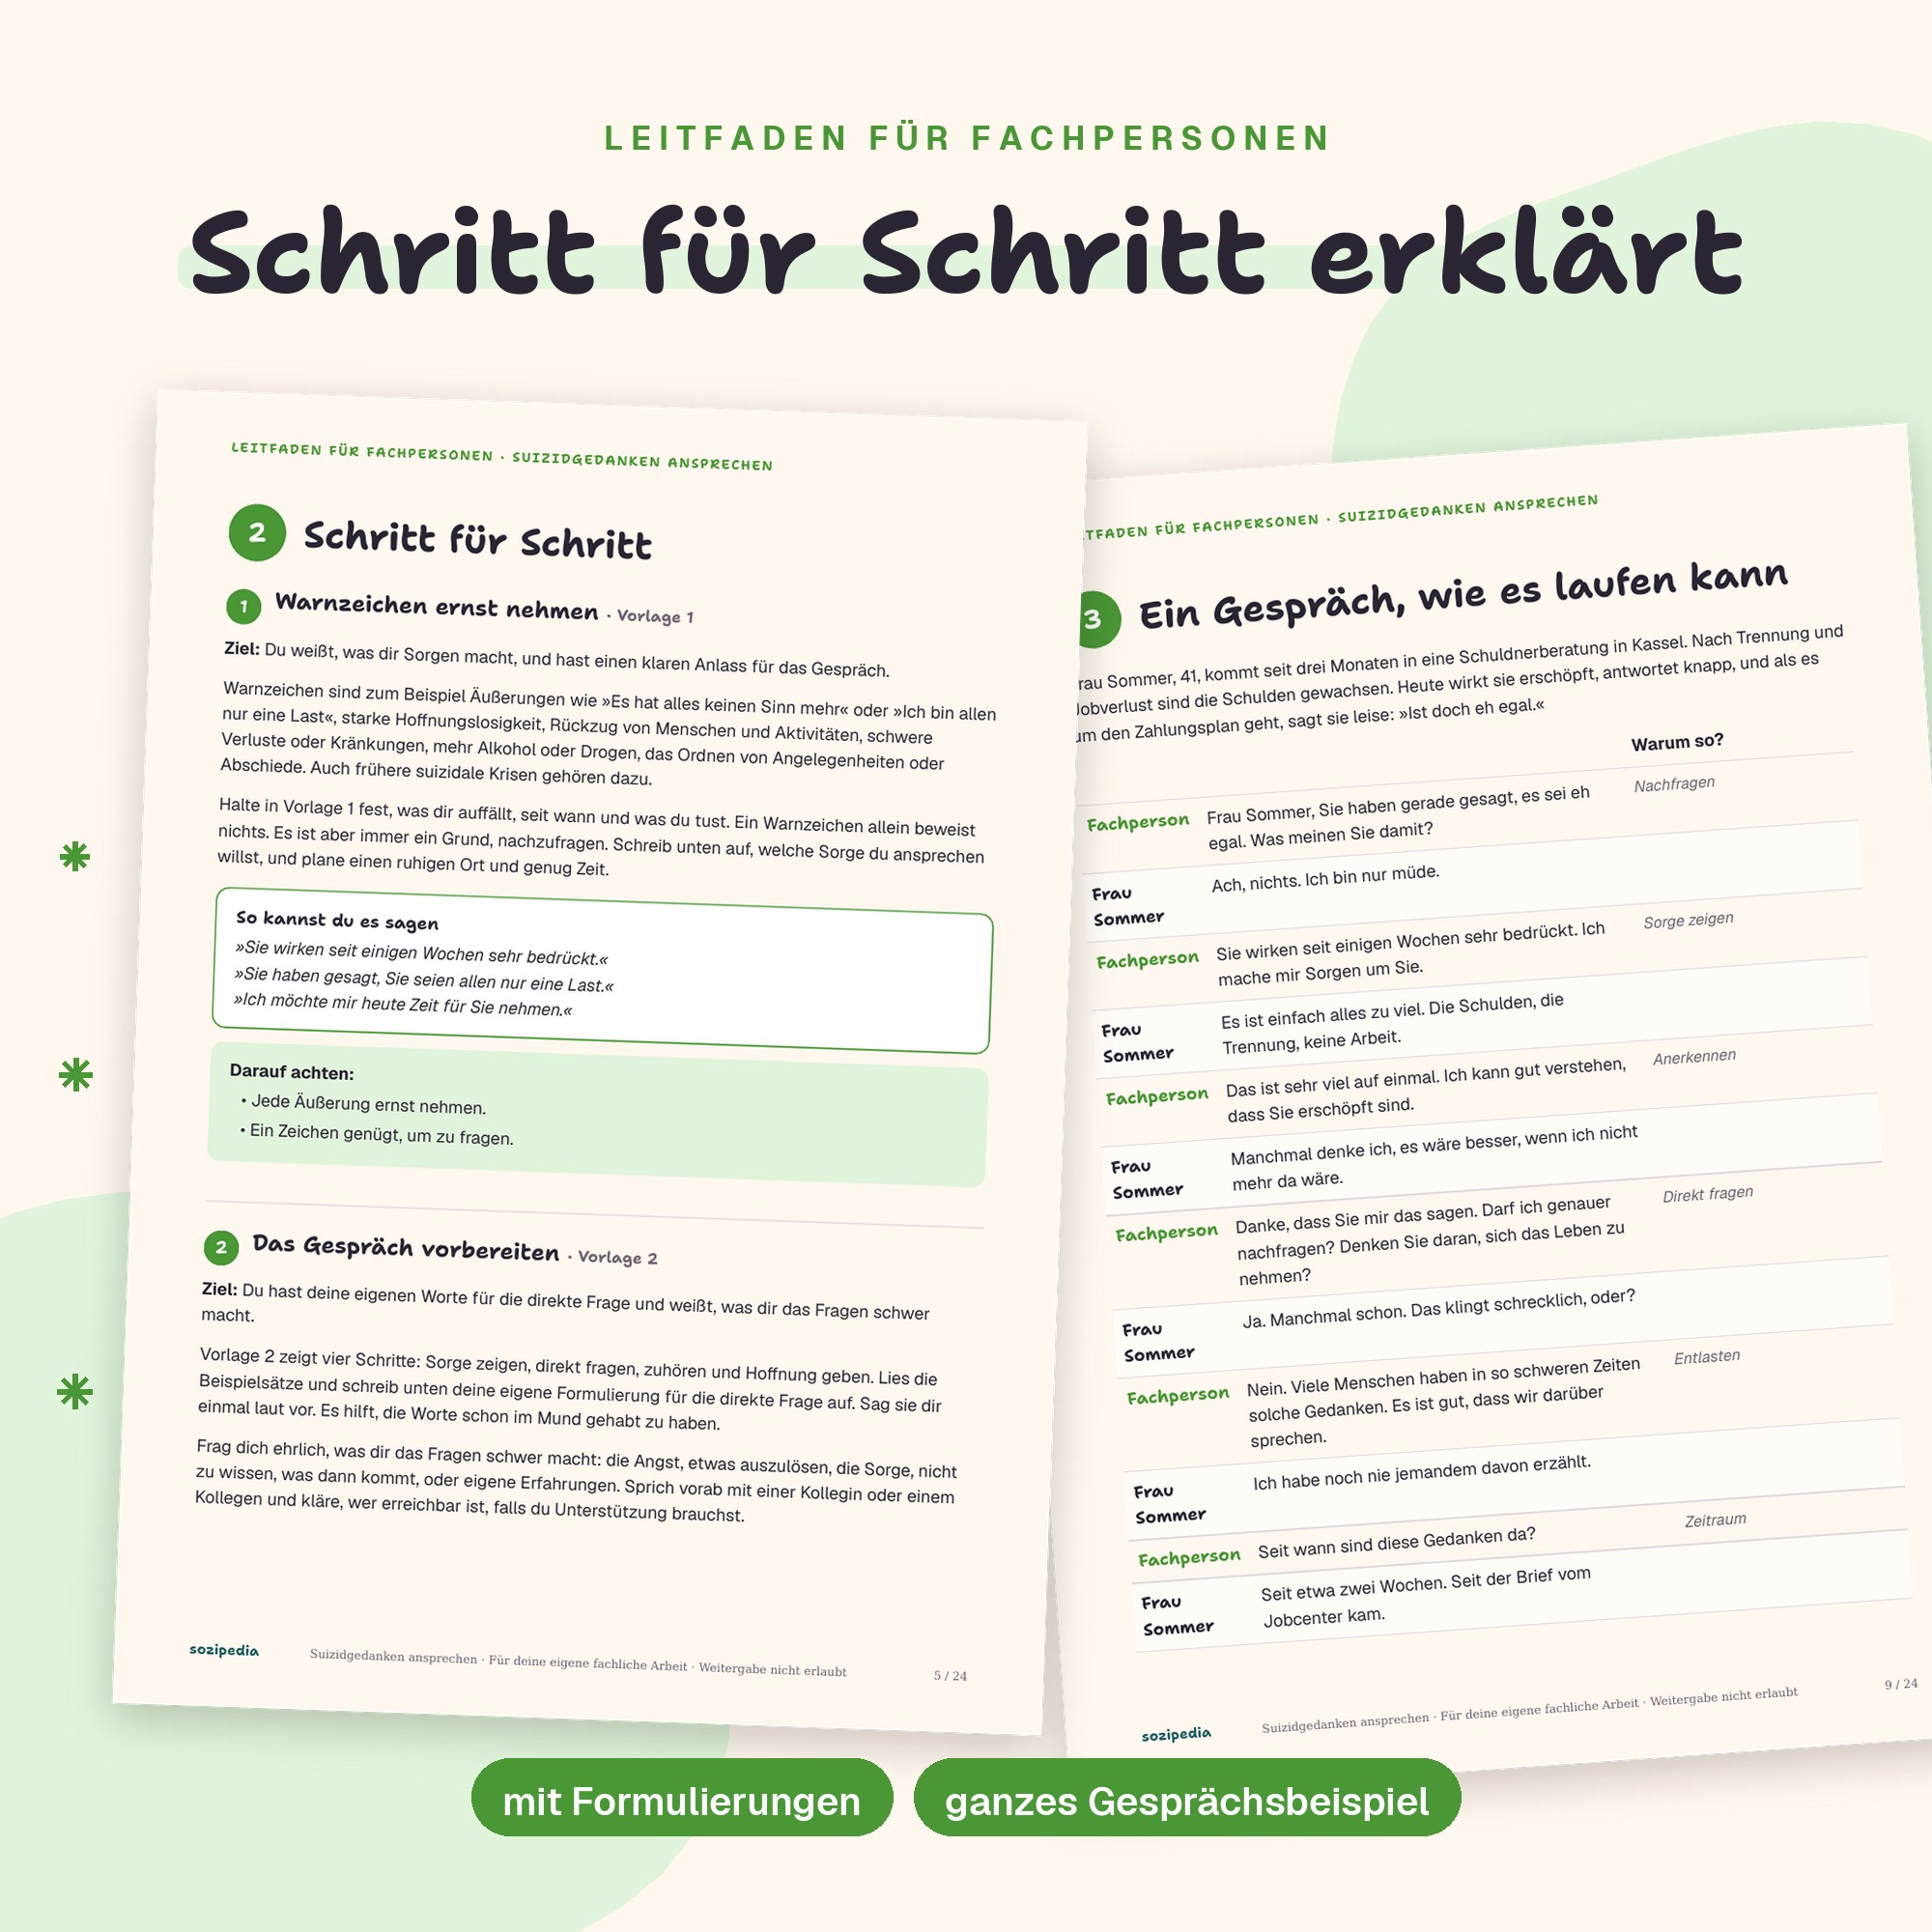 LEITFADEN FÜR FACHPERSONEN
Schritt für Schritt erklärt
LEITFADEN FÜR FACHPERSONEN · SUIZIDGEDANKEN ANSPRECHEN
2 Schritt für Schritt
1 Warnzeichen ernst nehmen · Vorlage 1
Ziel: Du weißt, was dir Sorgen macht, und hast einen klaren Anlass für das Gespräch.
Warnzeichen sind zum Beispiel Äußerungen wie »Es hat alles keinen Sinn mehr« oder »Ich bin allen
nur eine Last«, starke Hoffnungslosigkeit, Rückzug von Menschen und Aktivitäten, schwere
Verluste oder Kränkungen, mehr Alkohol oder Drogen, das Ordnen von Angelegenheiten oder
Abschiede. Auch frühere suizidale Krisen gehören dazu.
Halte in Vorlage 1 fest, was dir auffällt, seit wann und was du tust. Ein Warnzeichen allein beweist
nichts. Es ist aber immer ein Grund, nachzufragen. Schreib unten auf, welche Sorge du ansprechen
willst, und plane einen ruhigen Ort und genug Zeit.
So kannst du es sagen
»Sie wirken seit einigen Wochen sehr bedrückt.«
»Sie haben gesagt, Sie seien allen nur eine Last.«
»Ich möchte mir heute Zeit für Sie nehmen.«
Darauf achten:
• Jede Äußerung ernst nehmen.
• Ein Zeichen genügt, um zu fragen.
2 Das Gespräch vorbereiten · Vorlage 2
Ziel: Du hast deine eigenen Worte für die direkte Frage und weißt, was dir das Fragen schwer
macht.
Vorlage 2 zeigt vier Schritte: Sorge zeigen, direkt fragen, zuhören und Hoffnung geben. Lies die
Beispielsätze und schreib unten deine eigene Formulierung für die direkte Frage auf. Sag sie dir
einmal laut vor. Es hilft, die Worte schon im Mund gehabt zu haben.
Frag dich ehrlich, was dir das Fragen schwer macht: die Angst, etwas auszulösen, die Sorge, nicht
zu wissen, was dann kommt, oder eigene Erfahrungen. Sprich vorab mit einer Kollegin oder einem
Kollegen und kläre, wer erreichbar ist, falls du Unterstützung brauchst.
sozipedia Suizidgedanken ansprechen · Für deine eigene fachliche Arbeit · Weitergabe nicht erlaubt 5 / 24
TFADEN FÜR FACHPERSONEN · SUIZIDGEDANKEN ANSPRECHEN
3 Ein Gespräch, wie es laufen kann
rau Sommer, 41, kommt seit drei Monaten in eine Schuldnerberatung in Kassel. Nach Trennung und
Jobverlust sind die Schulden gewachsen. Heute wirkt sie erschöpft, antwortet knapp, und als es
um den Zahlungsplan geht, sagt sie leise: »Ist doch eh egal.«
Warum so?
Fachperson Frau Sommer, Sie haben gerade gesagt, es sei eh Nachfragen
egal. Was meinen Sie damit?
Frau Ach, nichts. Ich bin nur müde.
Sommer
Fachperson Sie wirken seit einigen Wochen sehr bedrückt. Ich Sorge zeigen
mache mir Sorgen um Sie.
Frau Es ist einfach alles zu viel. Die Schulden, die
Sommer Trennung, keine Arbeit.
Fachperson Das ist sehr viel auf einmal. Ich kann gut verstehen, Anerkennen
dass Sie erschöpft sind.
Frau Manchmal denke ich, es wäre besser, wenn ich nicht
Sommer mehr da wäre.
Fachperson Danke, dass Sie mir das sagen. Darf ich genauer Direkt fragen
nachfragen? Denken Sie daran, sich das Leben zu
nehmen?
Frau Ja. Manchmal schon. Das klingt schrecklich, oder?
Sommer
Fachperson Nein. Viele Menschen haben in so schweren Zeiten Entlasten
solche Gedanken. Es ist gut, dass wir darüber
sprechen.
Frau Ich habe noch nie jemandem davon erzählt.
Sommer
Fachperson Seit wann sind diese Gedanken da? Zeitraum
Frau Seit etwa zwei Wochen. Seit der Brief vom
Sommer Jobcenter kam.
sozipedia Suizidgedanken ansprechen · Für deine eigene fachliche Arbeit · Weitergabe nicht erlaubt 9 / 24
mit Formulierungen
ganzes Gesprächsbeispiel